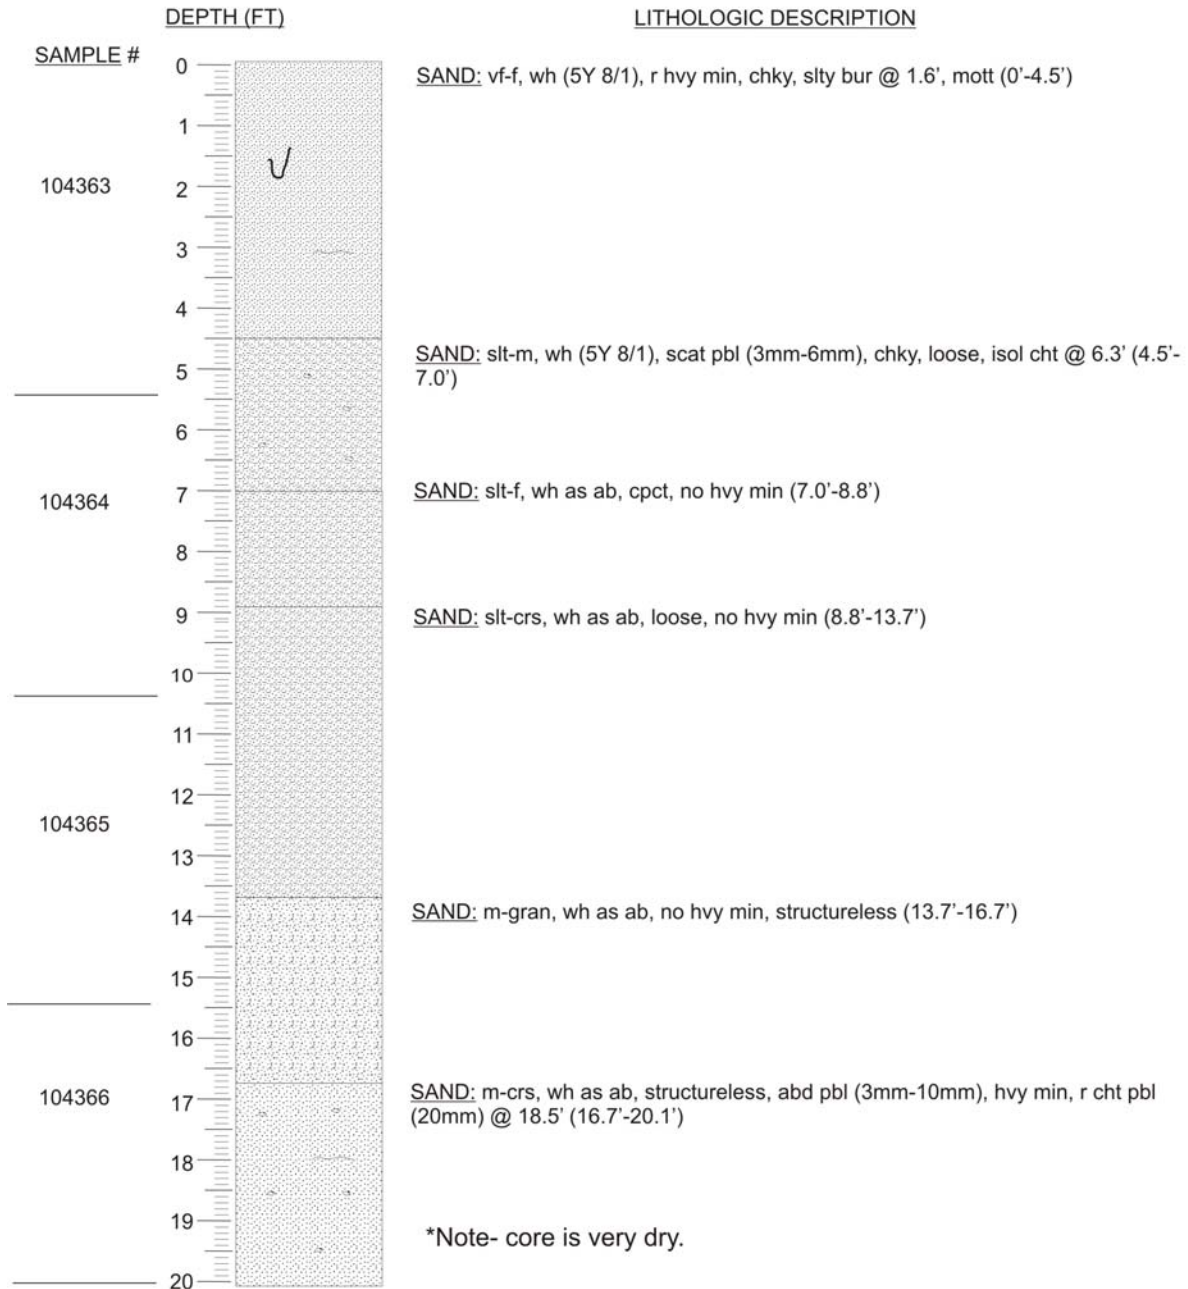 DEPTH (FT)
LITHOLOGIC DESCRIPTION
SAMPLE #
0
SAND: vf-f, wh (5Y 8/1), r hvy min, chky, slty bur @ 1.6’, mott (0’-4.5’)
1
104363
2
3
4
SAND: slt-m, wh (5Y 8/1), scat pbl (3mm-6mm), chky, loose, isol cht @ 6.3’ (4.5’-
7.0’)
5
6
104364
7
SAND: slt-f, wh as ab, cpct, no hvy min (7.0’-8.8’)
8
9
SAND: slt-crs, wh as ab, loose, no hvy min (8.8’-13.7’)
10
11
12
104365
13
14
SAND: m-gran, wh as ab, no hvy min, structureless (13.7’-16.7’)
15
16
104366
17
SAND: m-crs, wh as ab, structureless, abd pbl (3mm-10mm), hvy min, r cht pbl
(20mm) @ 18.5’ (16.7’-20.1’)
18
19
*Note- core is very dry.
20